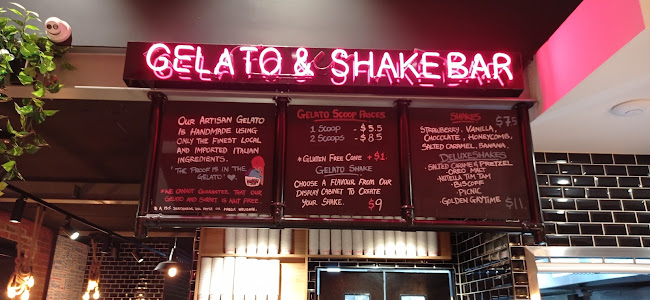 GELATO & SHAKE BAR
OUR ARTISAN GELATO
IS HANDMADE USING
ONLY THE FINEST LOCAL
AND IMPORTED ITALIAN
INGREDIENTS.
THE PROOF IS IN THE
GELATO
*WE CANNOT GUARANTEE THAT OUR
GELATO AND SORBET IS NUT FREE.
GELATO SCOOP PRICES
1 SCOOP - $5.5
2 SCOOPS - $8.5
* GLUTEN FREE CONE + $1.
GELATO SHAKE
CHOOSE A FLAVOUR FROM OUR
DISPLAY CABINET TO CREATE
YOUR SHAKE. $9
SHAKES $7.5
STRAWBERRY, VANILLA,
CHOCOLATE, HONEYCOMB,
SALTED CARAMEL, BANANA.
DELUXE SHAKES
- SALTED CARAMEL & PRETZEL
- OREO MALT
- NUTELLA TIM TAM
- BISCOFF
- PICNIC
- GOLDEN GAYTIME $11